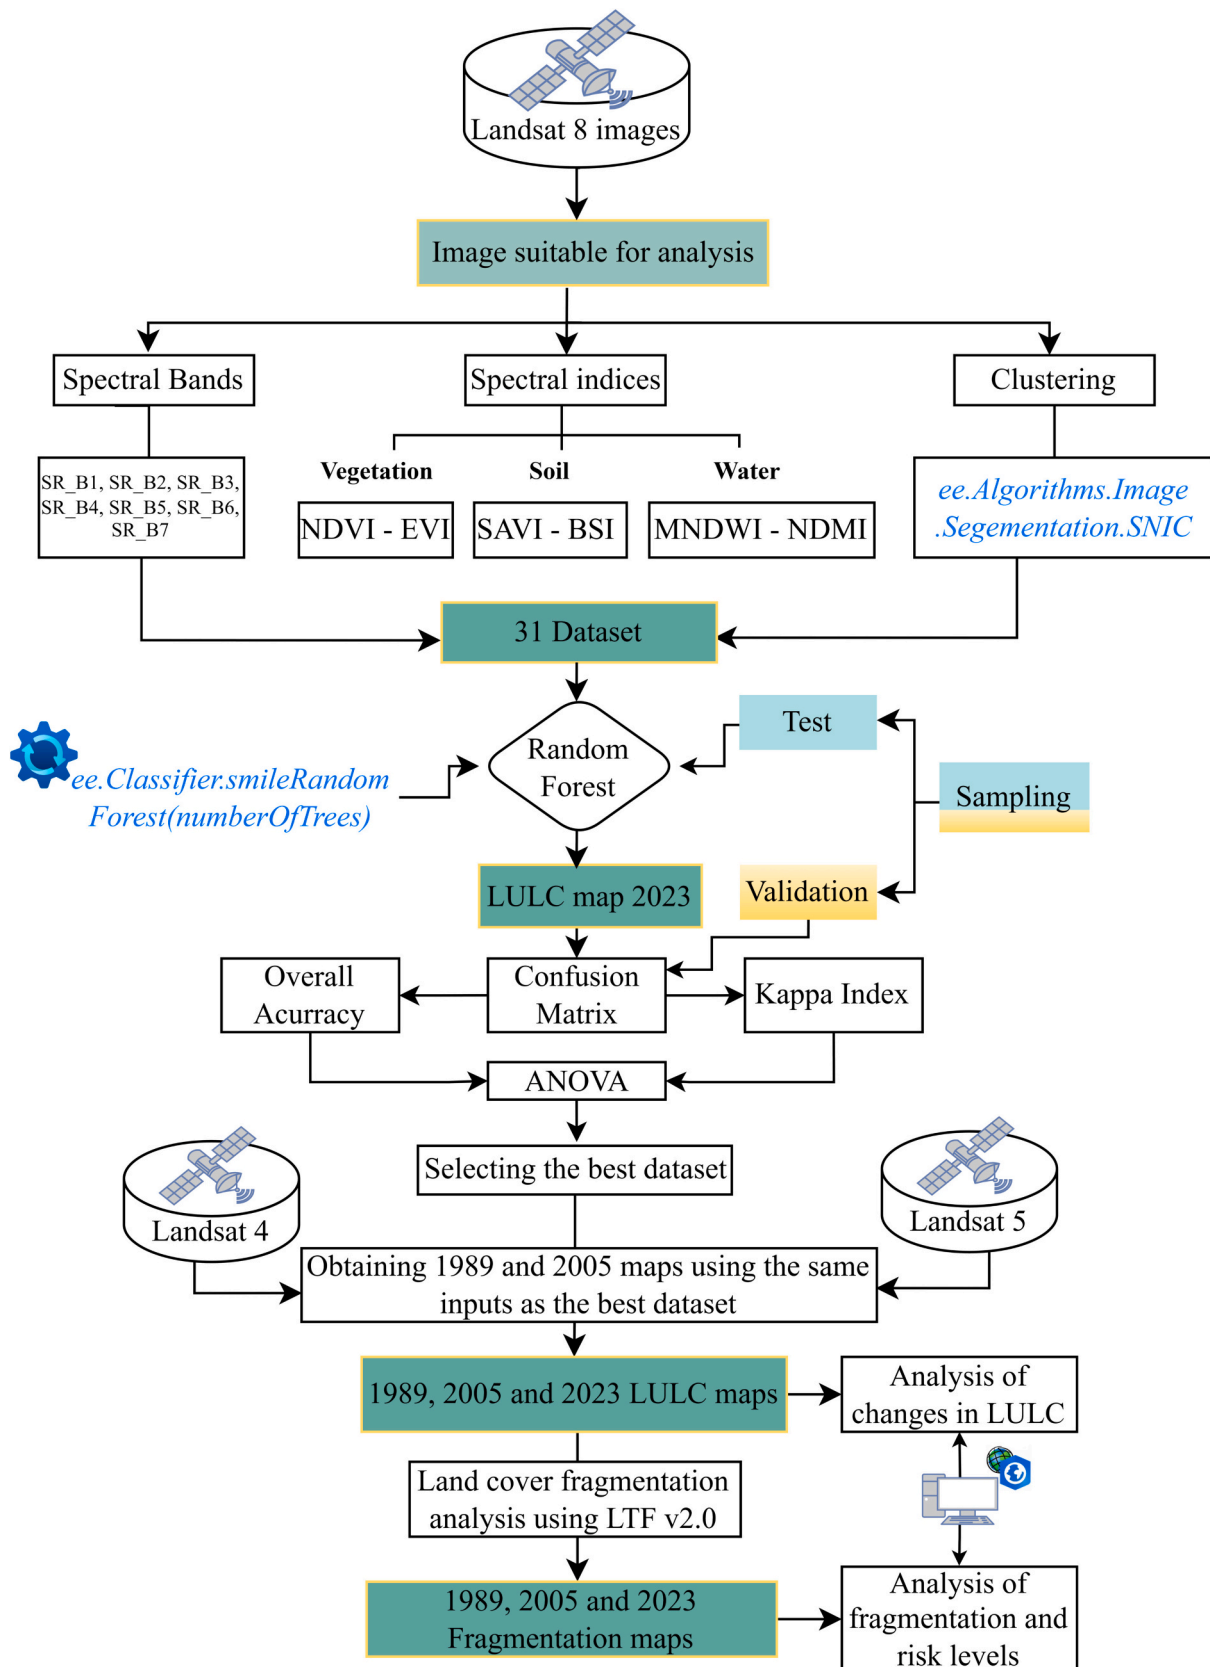 Landsat 8 images
Image suitable for analysis
Spectral Bands
Spectral indices
Clustering
SR_B1, SR_B2, SR_B3,
SR_B4, SR_B5, SR_B6,
SR_B7
Vegetation
Soil
Water
NDVI - EVI
SAVI - BSI
MNDWI - NDMI
ee.Algorithms.Image
.Segementation.SNIC
31 Dataset
Random
Forest
ee.Classifier.smileRandom
Forest(numberOfTrees)
Test
Sampling
Validation
LULC map 2023
Overall
Acurracy
Confusion
Matrix
Kappa Index
ANOVA
Selecting the best dataset
Landsat 4
Landsat 5
Obtaining 1989 and 2005 maps using the same
inputs as the best dataset
1989, 2005 and 2023 LULC maps
Analysis of
changes in LULC
Land cover fragmentation
analysis using LTF v2.0
1989, 2005 and 2023
Fragmentation maps
Analysis of
fragmentation and
risk levels